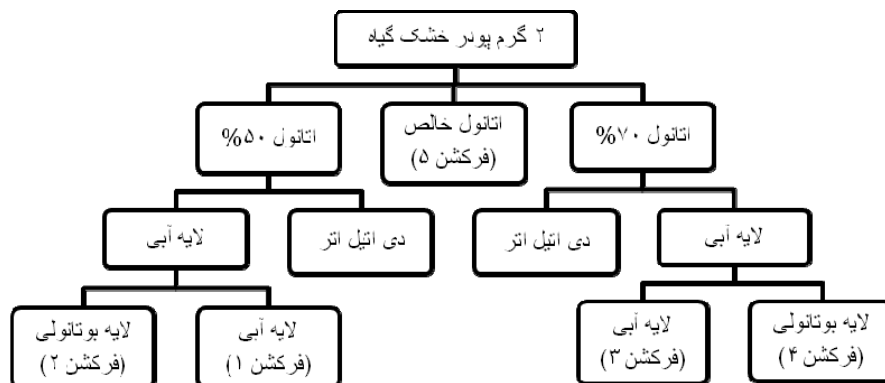 ۲ گرم پودر خشک گیاه
اتانول ۷۰%
اتانول خالص
(فرکشن ۵)
اتانول ۵۰%
لایه آبی
دی اتیل اتر
دی اتیل اتر
لایه آبی
لایه بوتانولی
(فرکشن ۴)
لایه آبی
(فرکشن ۳)
لایه آبی
(فرکشن ۱)
لایه بوتانولی
(فرکشن ۲)